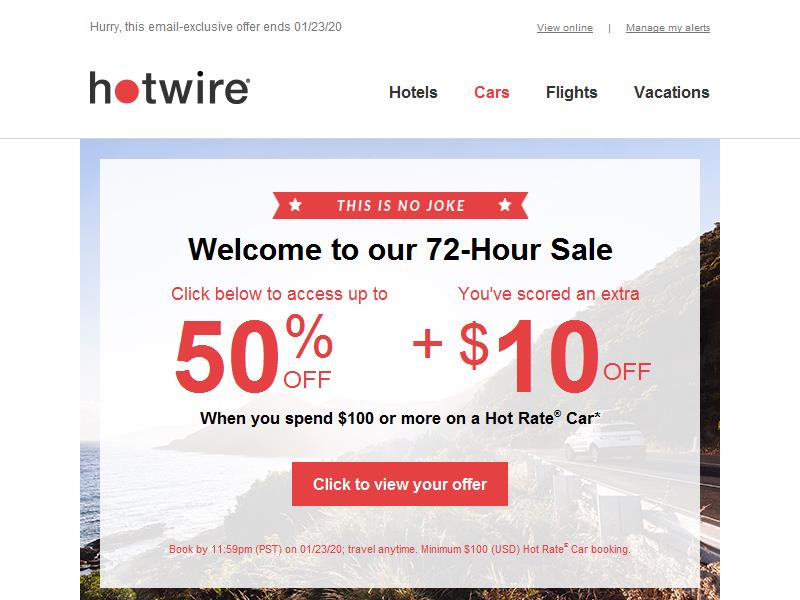 Hurry, this email-exclusive offer ends 01/23/20
View online | Manage my alerts
hotwire®
Hotels Cars Flights Vacations
THIS IS NO JOKE
Welcome to our 72-Hour Sale
Click below to access up to
50% OFF
+
You've scored an extra
$10 OFF
When you spend $100 or more on a Hot Rate® Car*
Click to view your offer
Book by 11:59pm (PST) on 01/23/20; travel anytime. Minimum $100 (USD) Hot Rate® Car booking.